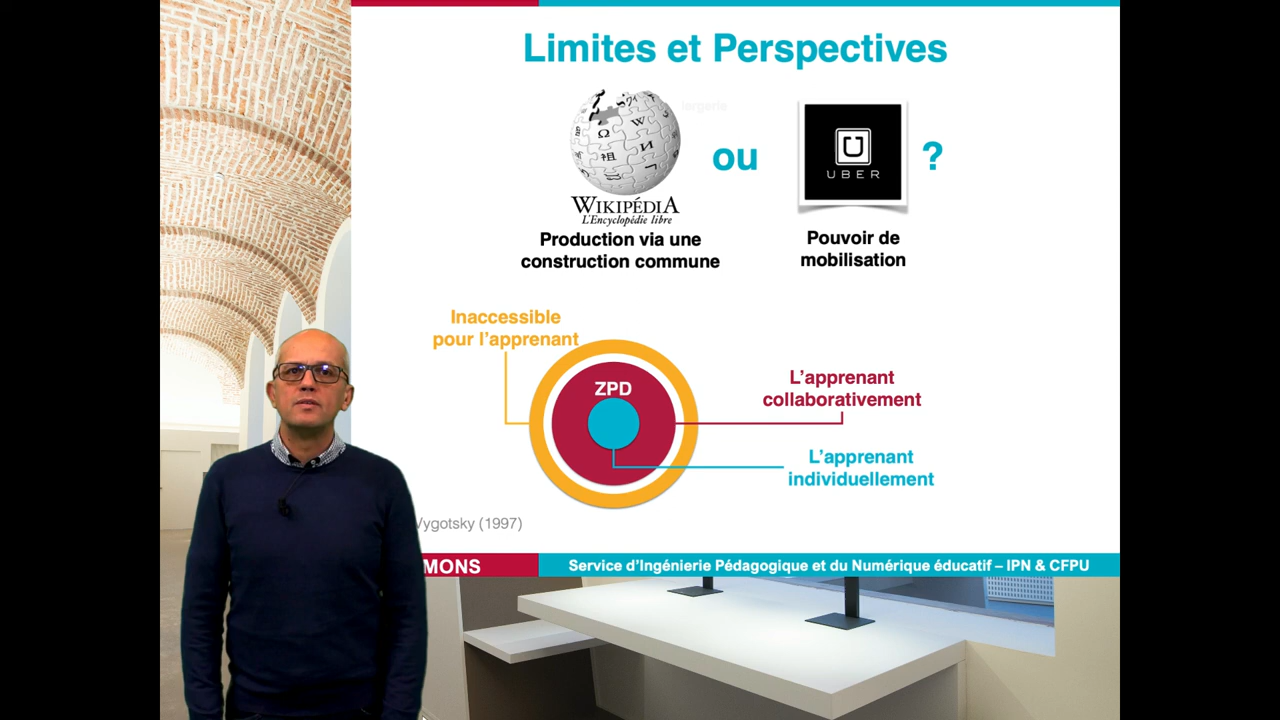 Limites et Perspectives
WIKIPÉDIA
L'Encyclopédie libre
ou
UBER
?
Production via une
construction commune
Pouvoir de
mobilisation
Inaccessible
pour l'apprenant
ZPD
L'apprenant
collaborativement
L'apprenant
individuellement
Vygotsky (1997)
MONS
Service d'Ingénierie Pédagogique et du Numérique éducatif – IPN & CFPU